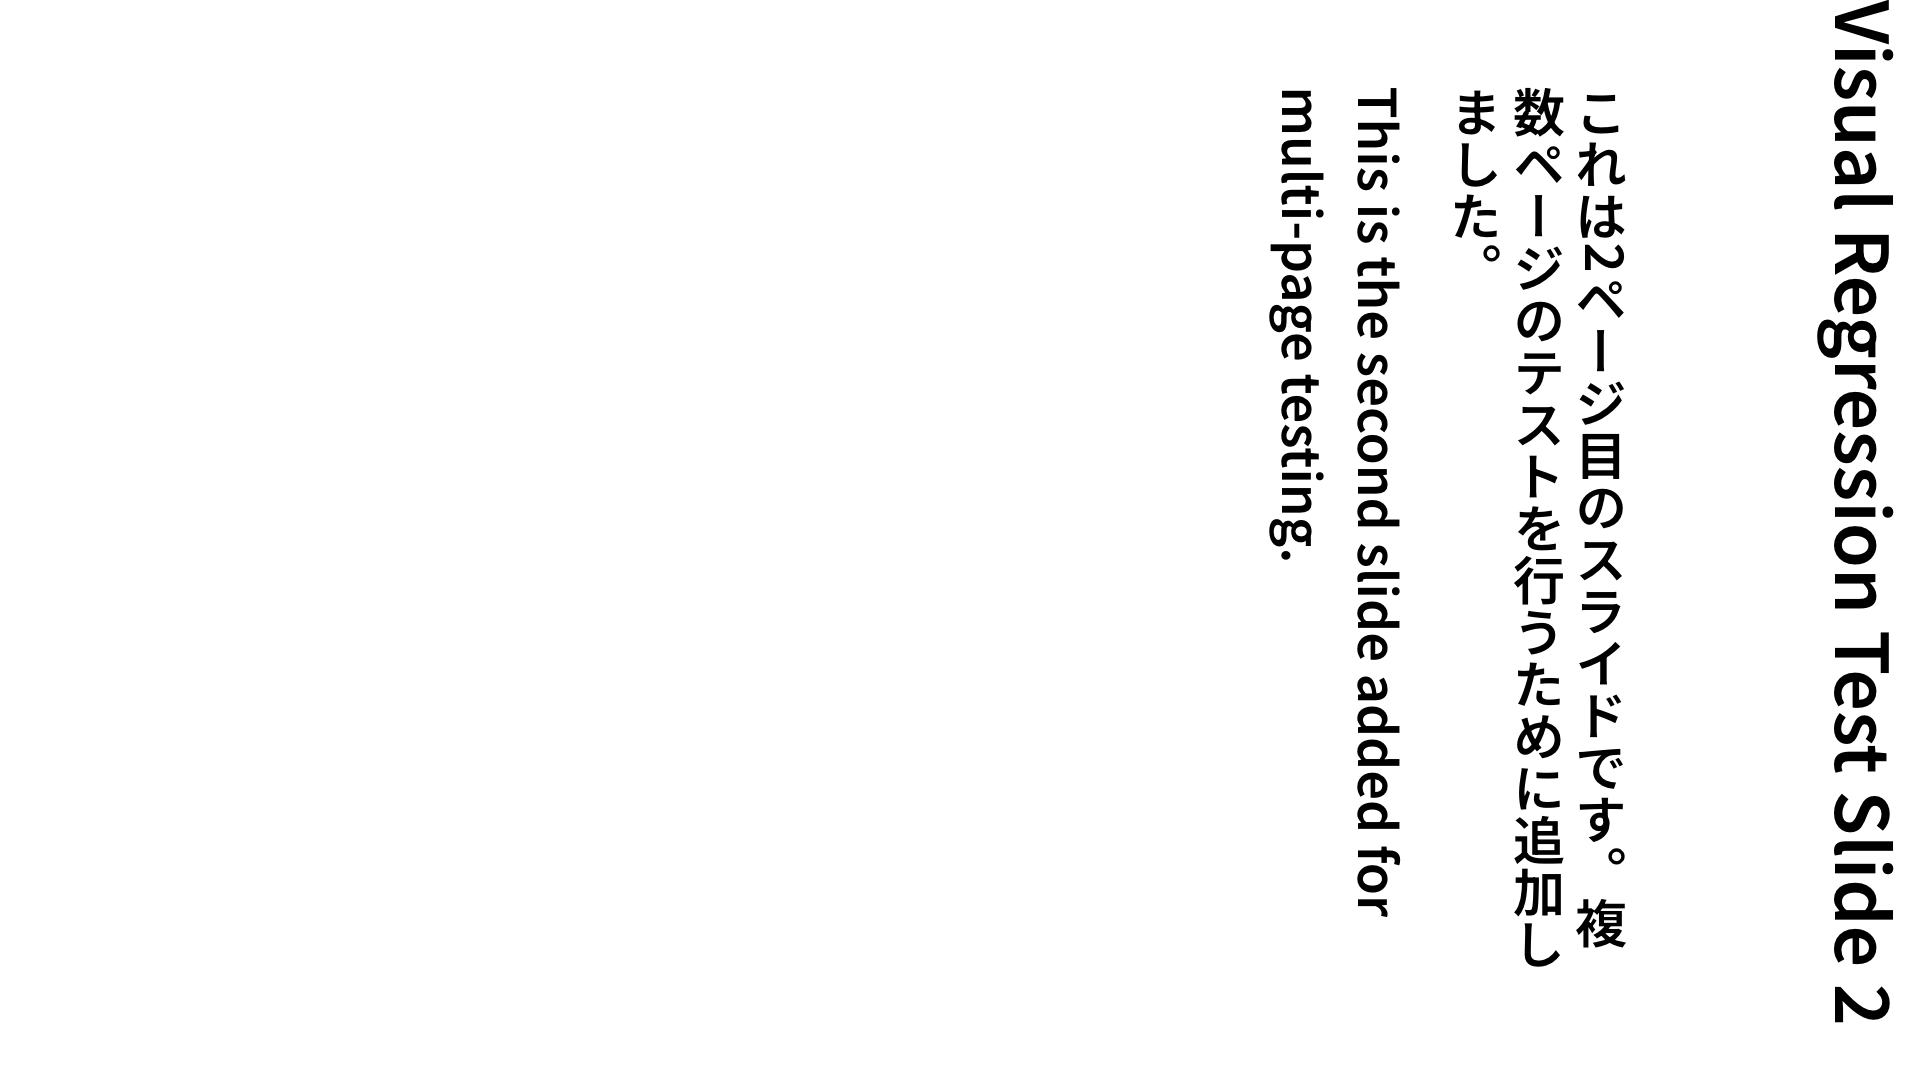 Visual Regression Test Slide 2
これは2ページ目のスライドです。複
数ページのテストを行うために追加し
ました。
This is the second slide added for
multi-page testing.